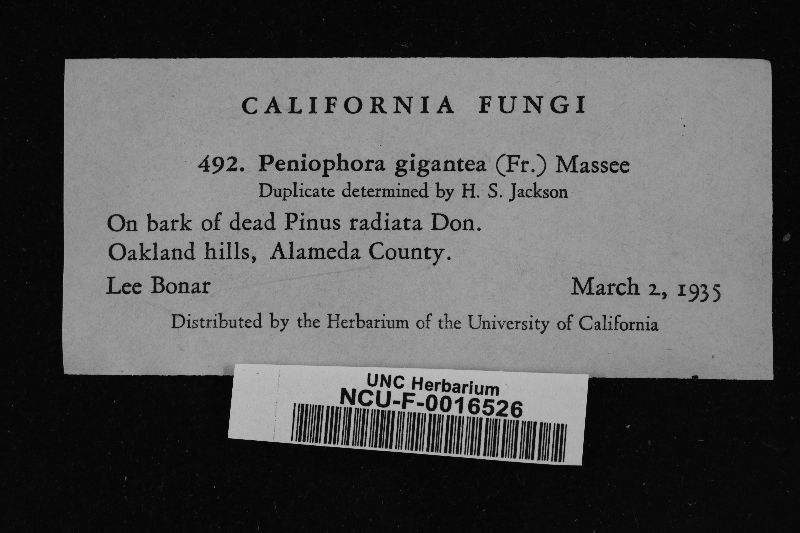 CALIFORNIA FUNGI
492. Peniophora gigantea (Fr.) Massee
Duplicate determined by H. S. Jackson
On bark of dead Pinus radiata Don.
Oakland hills, Alameda County.
Lee Bonar March 2, 1935
Distributed by the Herbarium of the University of California
UNC Herbarium
NCU-F-0016526